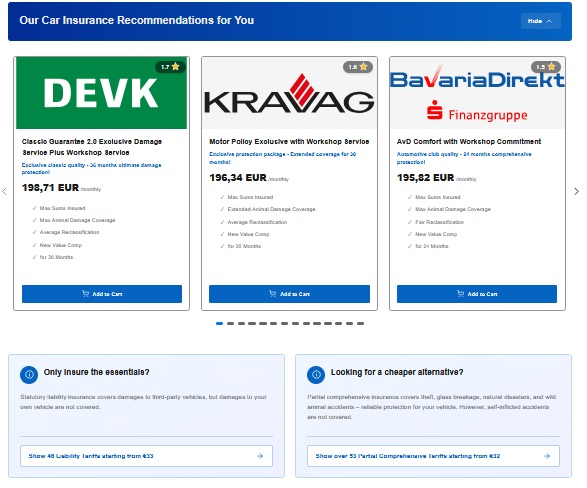 Our Car Insurance Recommendations for You
Hide
1.7
DEVK
Classic Guarantee 2.0 Exclusive Damage
Service Plus Workshop Service
Exclusive classic quality - 36 months ultimate damage
protection!
198,71 EUR /monthly
Max Sums Insured
Max Animal Damage Coverage
Average Reclassification
New Value Comp
for 36 Months
Add to Cart
1.8
KRAVAG
Motor Policy Exclusive with Workshop Service
Exclusive protection package - Extended coverage for 30
months!
196,34 EUR /monthly
Max Sums Insured
Extended Animal Damage Coverage
Average Reclassification
New Value Comp
for 30 Months
Add to Cart
1.5
BavariaDirekt
Finanzgruppe
AvD Comfort with Workshop Commitment
Automotive club quality - 24 months comprehensive
protection!
195,82 EUR /monthly
Max Sums Insured
Max Animal Damage Coverage
Fair Reclassification
New Value Comp
for 24 Months
Add to Cart
Only insure the essentials?
Statutory liability insurance covers damages to third-party vehicles, but damages to your
own vehicle are not covered.
Show 46 Liability Tariffs starting from €33
Looking for a cheaper alternative?
Partial comprehensive insurance covers theft, glass breakage, natural disasters, and wild
animal accidents – reliable protection for your vehicle. However, self-inflicted accidents
are not covered.
Show over 53 Partial Comprehensive Tariffs starting from €32